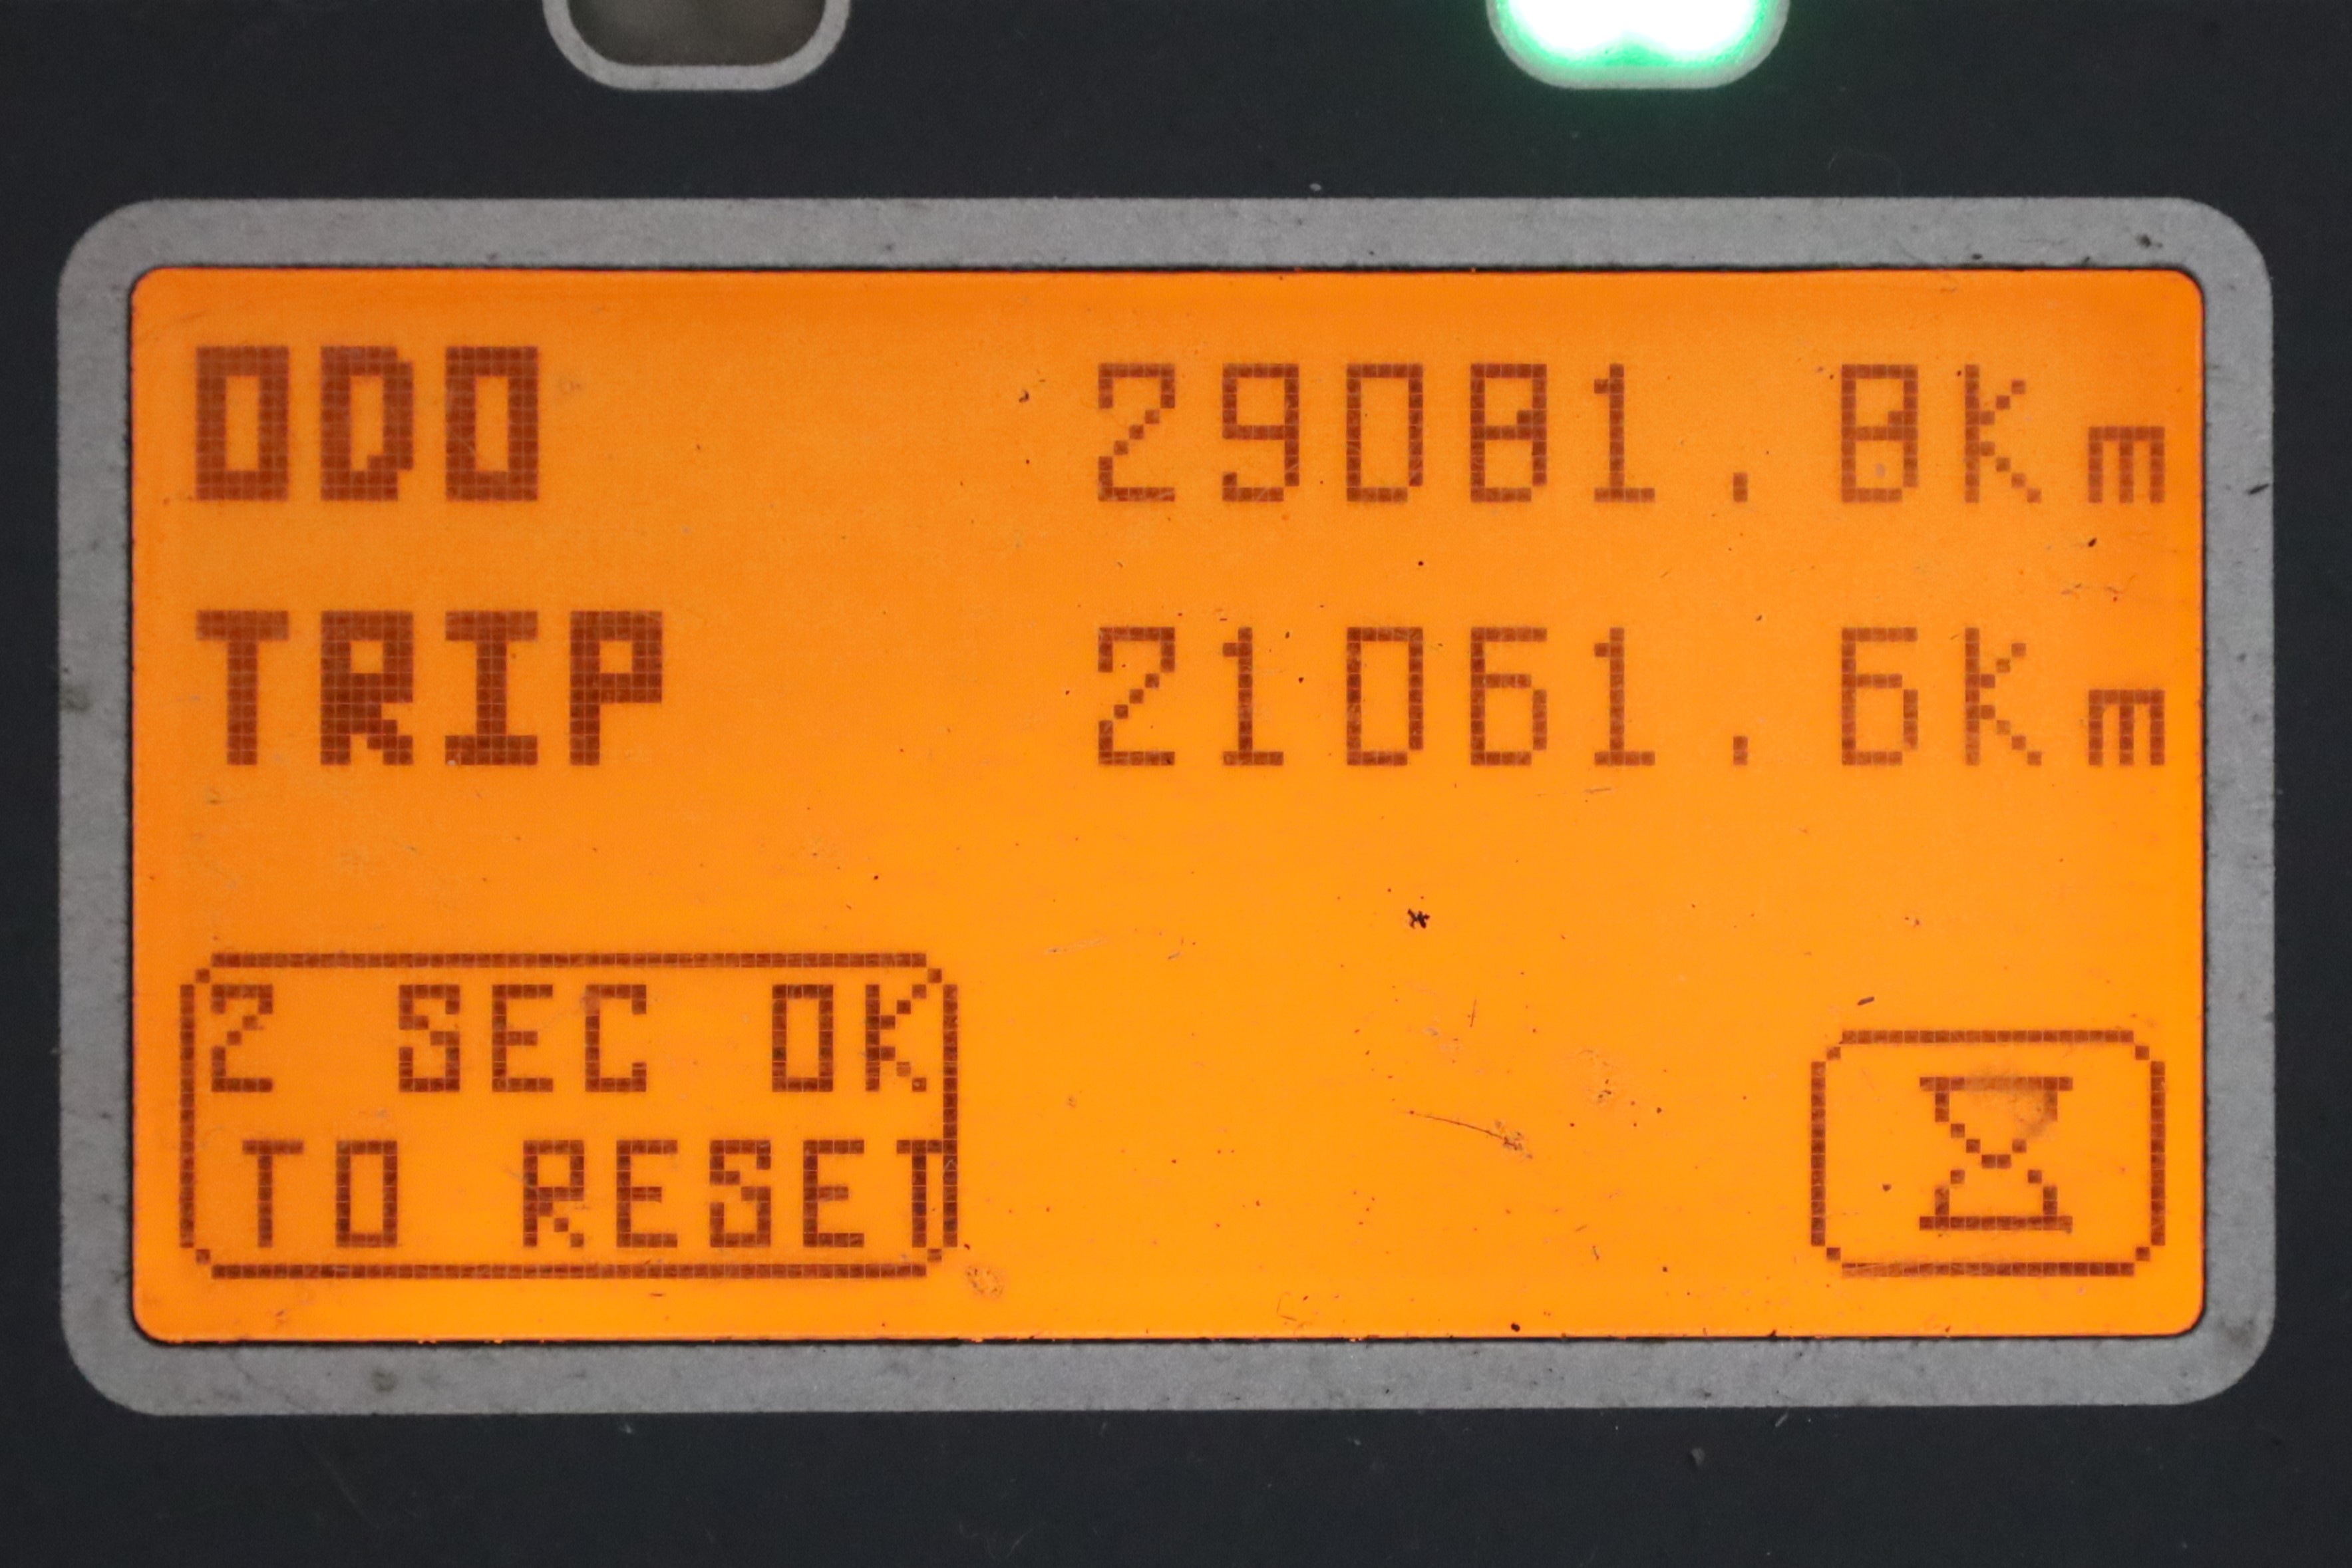 ODO 29081.8Km
TRIP 21061.6Km
2 SEC OK
TO RESET